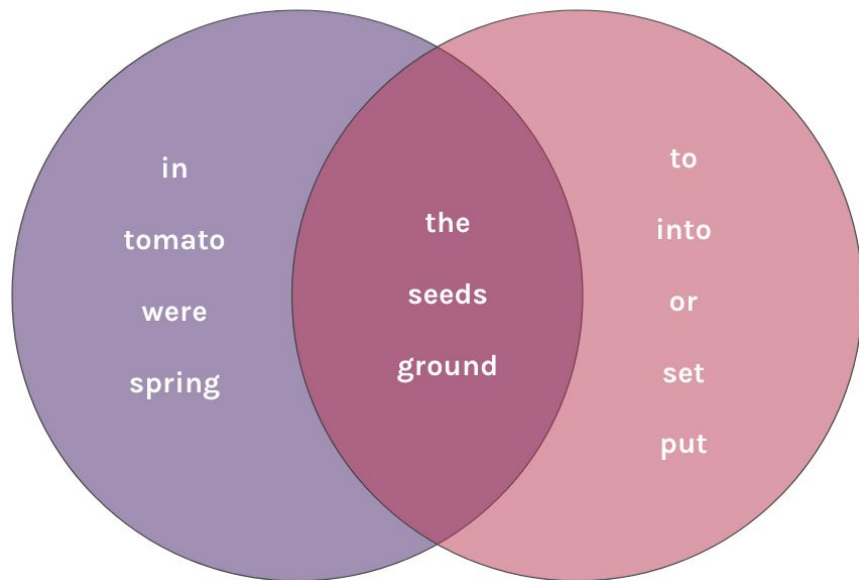 in
tomato
were
spring
the
seeds
ground
to
into
or
set
put